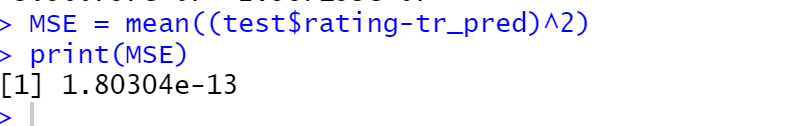 > MSE = mean((test$rating-tr_pred)^2)
> print(MSE)
[1] 1.80304e-13
>